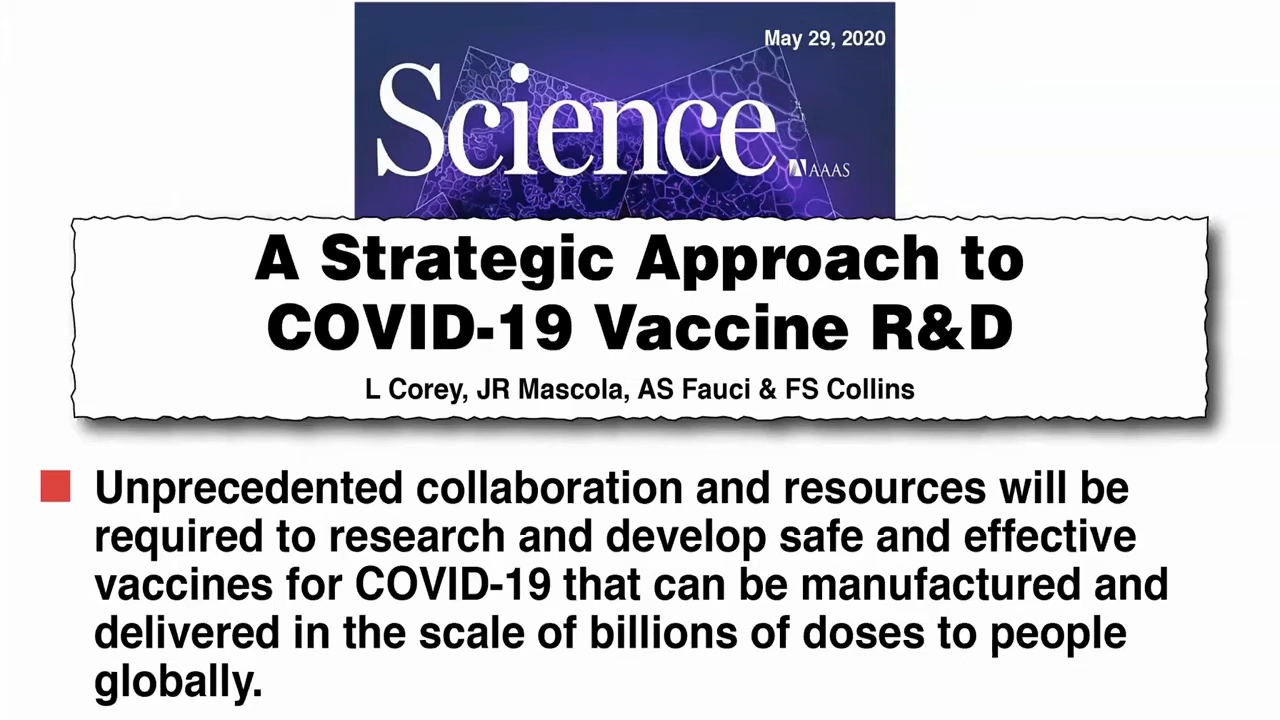 May 29, 2020
Science
AAAS
A Strategic Approach to
COVID-19 Vaccine R&D
L Corey, JR Mascola, AS Fauci & FS Collins
Unprecedented collaboration and resources will be
required to research and develop safe and effective
vaccines for COVID-19 that can be manufactured and
delivered in the scale of billions of doses to people
globally.